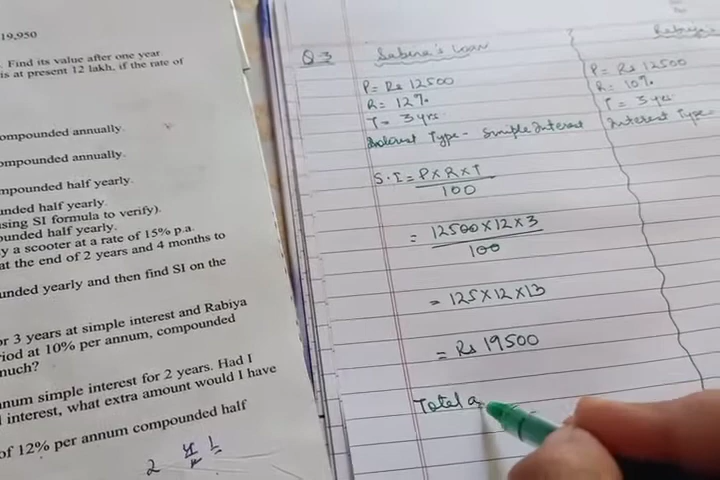 19,950
Find its value after one year
is at present 12 lakh, if the rate of
ompounded annually.
ompounded annually.
mpounded half yearly.
unded half yearly.
using SI formula to verify).
ounded half yearly.
y a scooter at a rate of 15% p.a.
at the end of 2 years and 4 months to
unded yearly and then find SI on the
or 3 years at simple interest and Rabiya
riod at 10% per annum, compounded
much?
num simple interest for 2 years. Had I
l interest, what extra amount would I have
of 12% per annum compounded half
2
Q 3 Sabina's Loan
P = Rs 12500
R = 12%
T = 3 yrs
Interest Type - Simple Interest
S.I = P X R X T
100
= 12500 X 12 X 3
100
= 125 X 12 X 13
= Rs 19500
Total a
P = Rs 12500
R = 10%
T = 3 yrs
Interest Type -